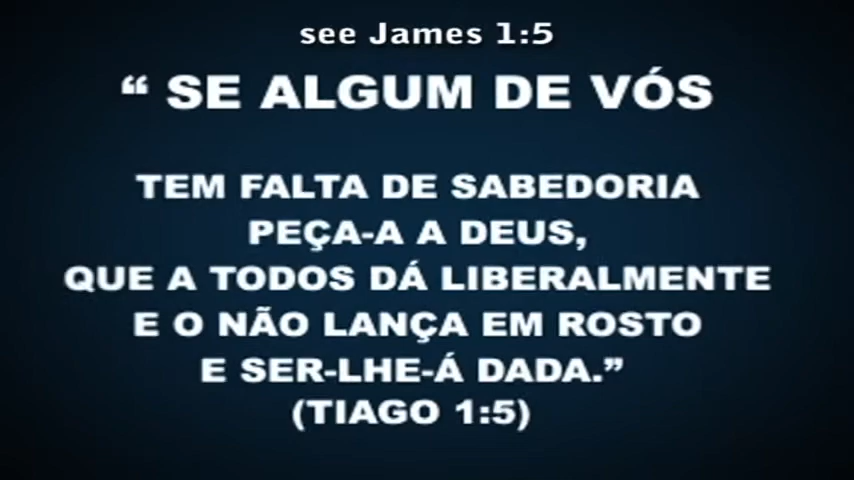 see James 1:5
“ SE ALGUM DE VÓS
TEM FALTA DE SABEDORIA
PEÇA-A A DEUS,
QUE A TODOS DÁ LIBERALMENTE
E O NÃO LANÇA EM ROSTO
E SER-LHE-Á DADA.”
(TIAGO 1:5)